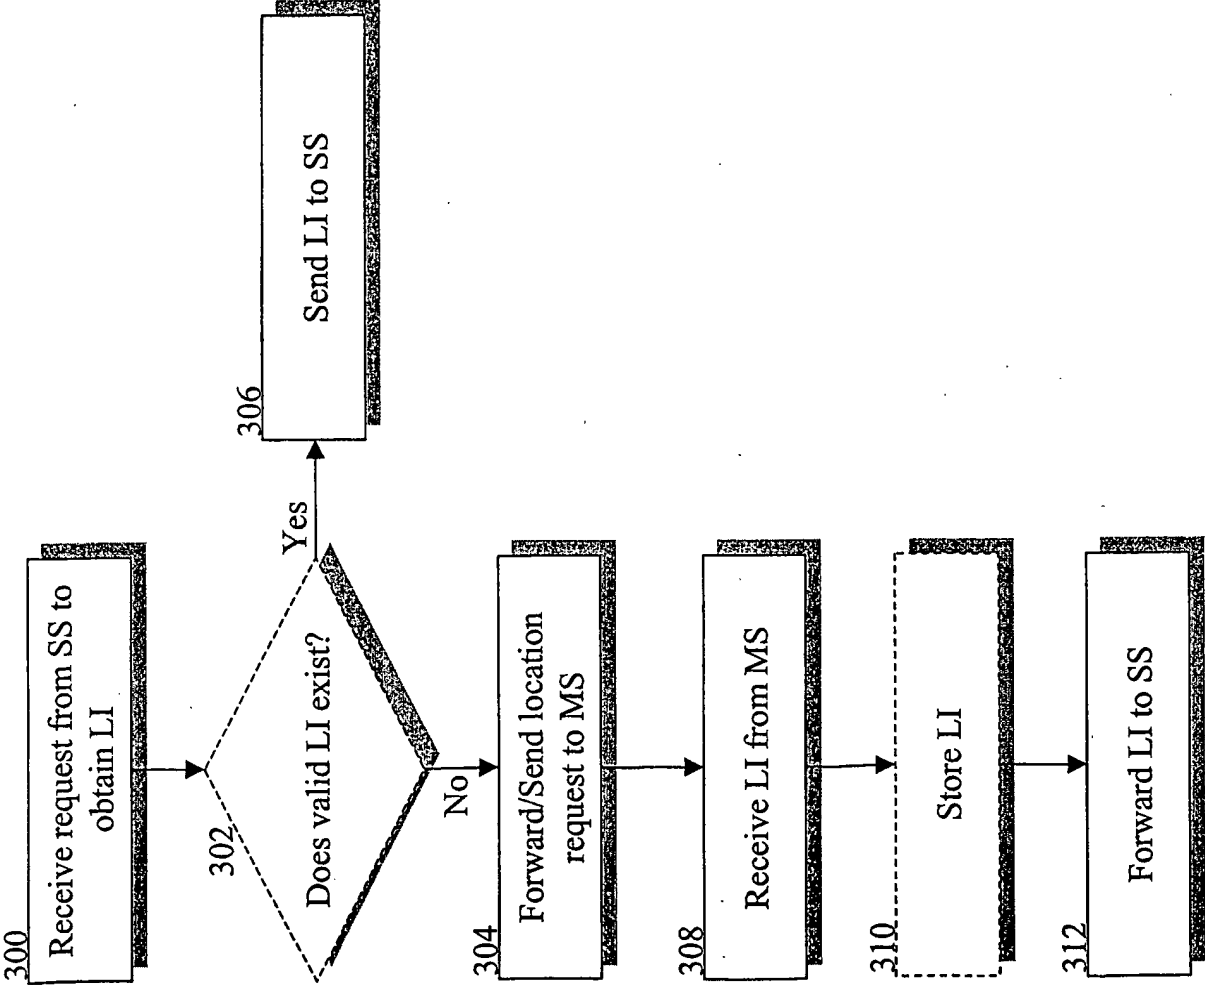 300
Receive request from SS to
obtain LI
302
Does valid LI exist?
Yes
306
Send LI to SS
No
304
Forward/Send location
request to MS
308
Receive LI from MS
310
Store LI
312
Forward LI to SS